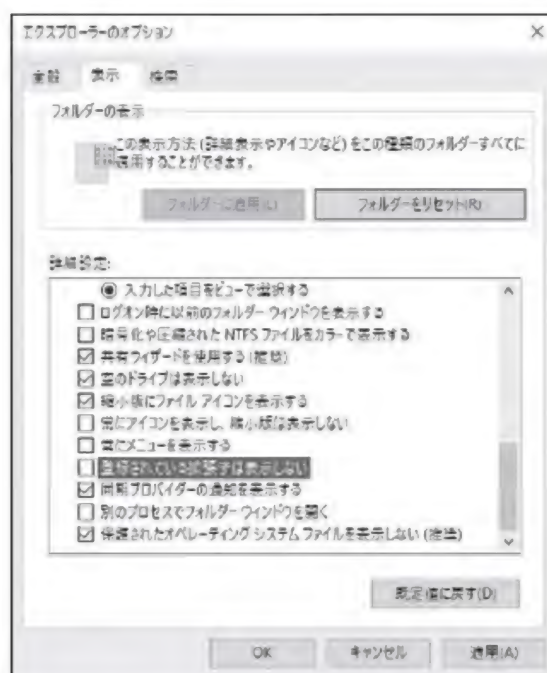 エクスプローラーのオプション
全般 表示 検索
フォルダーの表示
この表示方法 (詳細表示やアイコンなど) をこの種類のフォルダーすべてに
適用することができます。
フォルダーに適用(L) フォルダーをリセット(R)
詳細設定:
入力した項目をビューで選択する
ログオン時に以前のフォルダー ウィンドウを表示する
暗号化や圧縮された NTFS ファイルをカラーで表示する
共有ウィザードを使用する (推奨)
空のドライブは表示しない
縮小版にファイル アイコンを表示する
常にアイコンを表示し、縮小版は表示しない
常にメニューを表示する
登録されている拡張子は表示しない
同期プロバイダーの通知を表示する
別のプロセスでフォルダー ウィンドウを開く
保護されたオペレーティング システム ファイルを表示しない (推奨)
既定値に戻す(D)
OK キャンセル 適用(A)